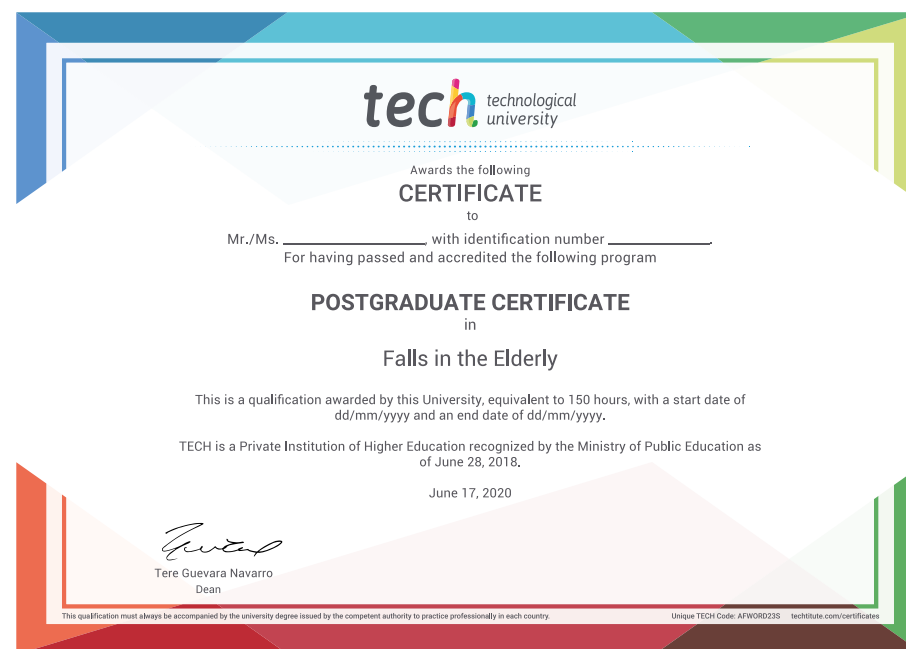 tech technological
university
Awards the following
CERTIFICATE
to
Mr./Ms. ____________________, with identification number ______________.
For having passed and accredited the following program
POSTGRADUATE CERTIFICATE
in
Falls in the Elderly
This is a qualification awarded by this University, equivalent to 150 hours, with a start date of
dd/mm/yyyy and an end date of dd/mm/yyyy.
TECH is a Private Institution of Higher Education recognized by the Ministry of Public Education as
of June 28, 2018.
June 17, 2020
Tere Guevara Navarro
Dean
This qualification must always be accompanied by the university degree issued by the competent authority to practice professionally in each country. Unique TECH Code: AFWORD23S techtitute.com/certificates